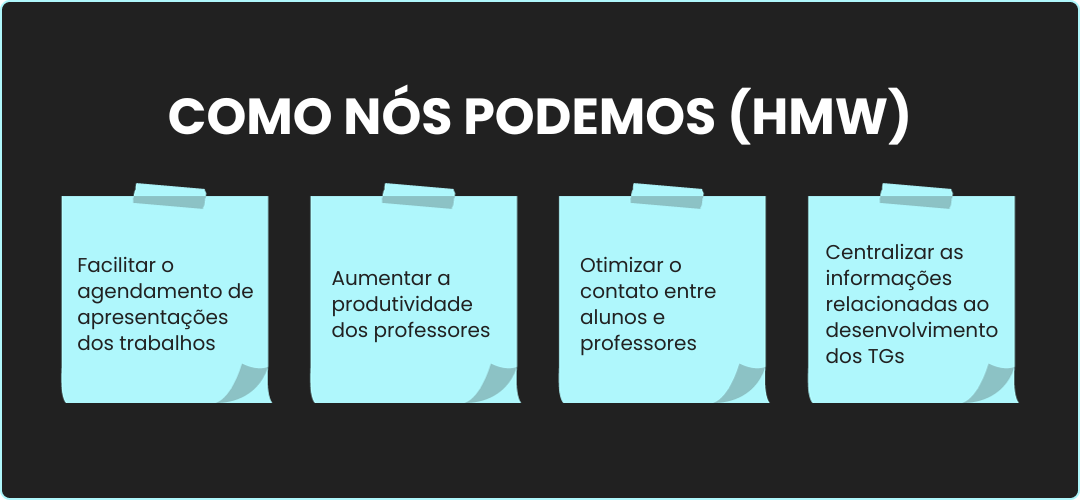 COMO NÓS PODEMOS (HMW)
Facilitar o
agendamento de
apresentações
dos trabalhos
Aumentar a
produtividade
dos professores
Otimizar o
contato entre
alunos e
professores
Centralizar as
informações
relacionadas ao
desenvolvimento
dos TGs